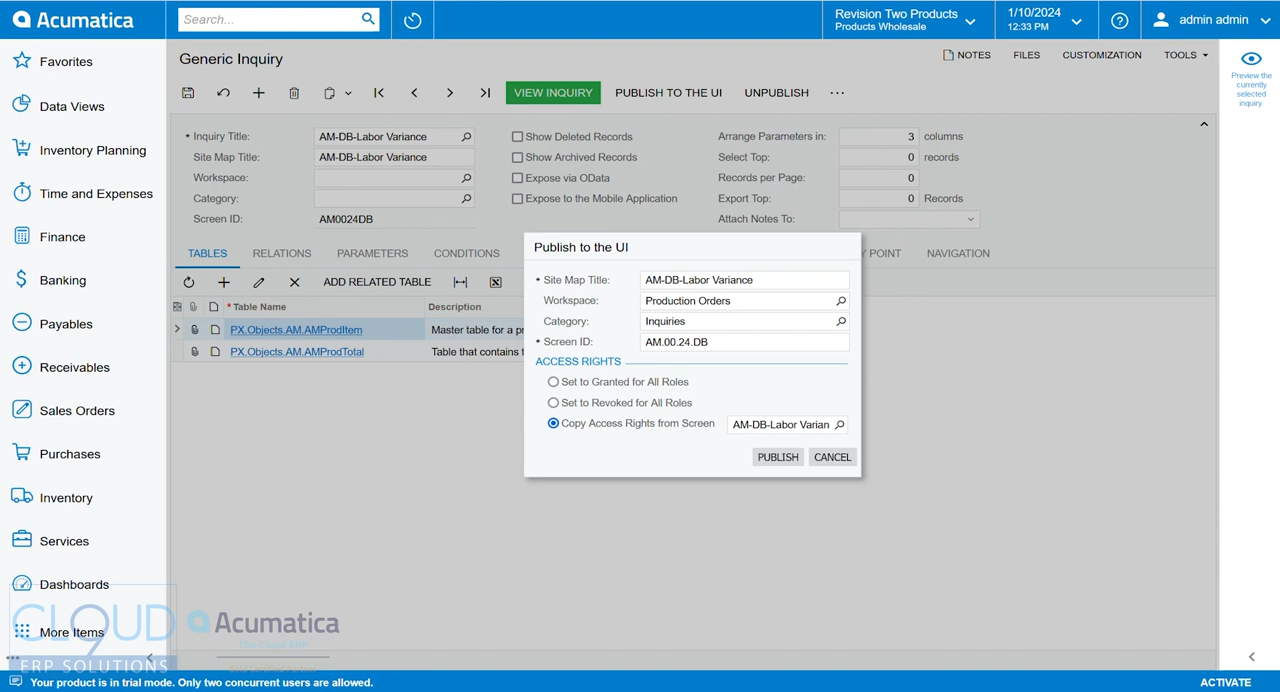 Acumatica
Search...
Revision Two Products
Products Wholesale
1/10/2024
12:33 PM
admin admin
Favorites
Data Views
Inventory Planning
Time and Expenses
Finance
Banking
Payables
Receivables
Sales Orders
Purchases
Inventory
Services
Dashboards
More Items
Generic Inquiry
NOTES FILES CUSTOMIZATION TOOLS
VIEW INQUIRY PUBLISH TO THE UI UNPUBLISH ...
* Inquiry Title: AM-DB-Labor Variance
Site Map Title: AM-DB-Labor Variance
Workspace:
Category:
Screen ID: AM0024DB
Show Deleted Records
Show Archived Records
Expose via OData
Expose to the Mobile Application
Arrange Parameters in: 3 columns
Select Top: 0 records
Records per Page: 0
Export Top: 0 Records
Attach Notes To:
TABLES RELATIONS PARAMETERS CONDITIONS POINT NAVIGATION
ADD RELATED TABLE
* Table Name Description
PX.Objects.AM.AMProdItem Master table for a
PX.Objects.AM.AMProdTotal Table that contains
Publish to the UI
* Site Map Title: AM-DB-Labor Variance
Workspace: Production Orders
Category: Inquiries
* Screen ID: AM.00.24.DB
ACCESS RIGHTS
Set to Granted for All Roles
Set to Revoked for All Roles
Copy Access Rights from Screen AM-DB-Labor Varian
PUBLISH CANCEL
Preview the
currently
selected
inquiry.
CLOUD
ERP SOLUTIONS
Acumatica
The Cloud ERP
Your product is in trial mode. Only two concurrent users are allowed. ACTIVATE